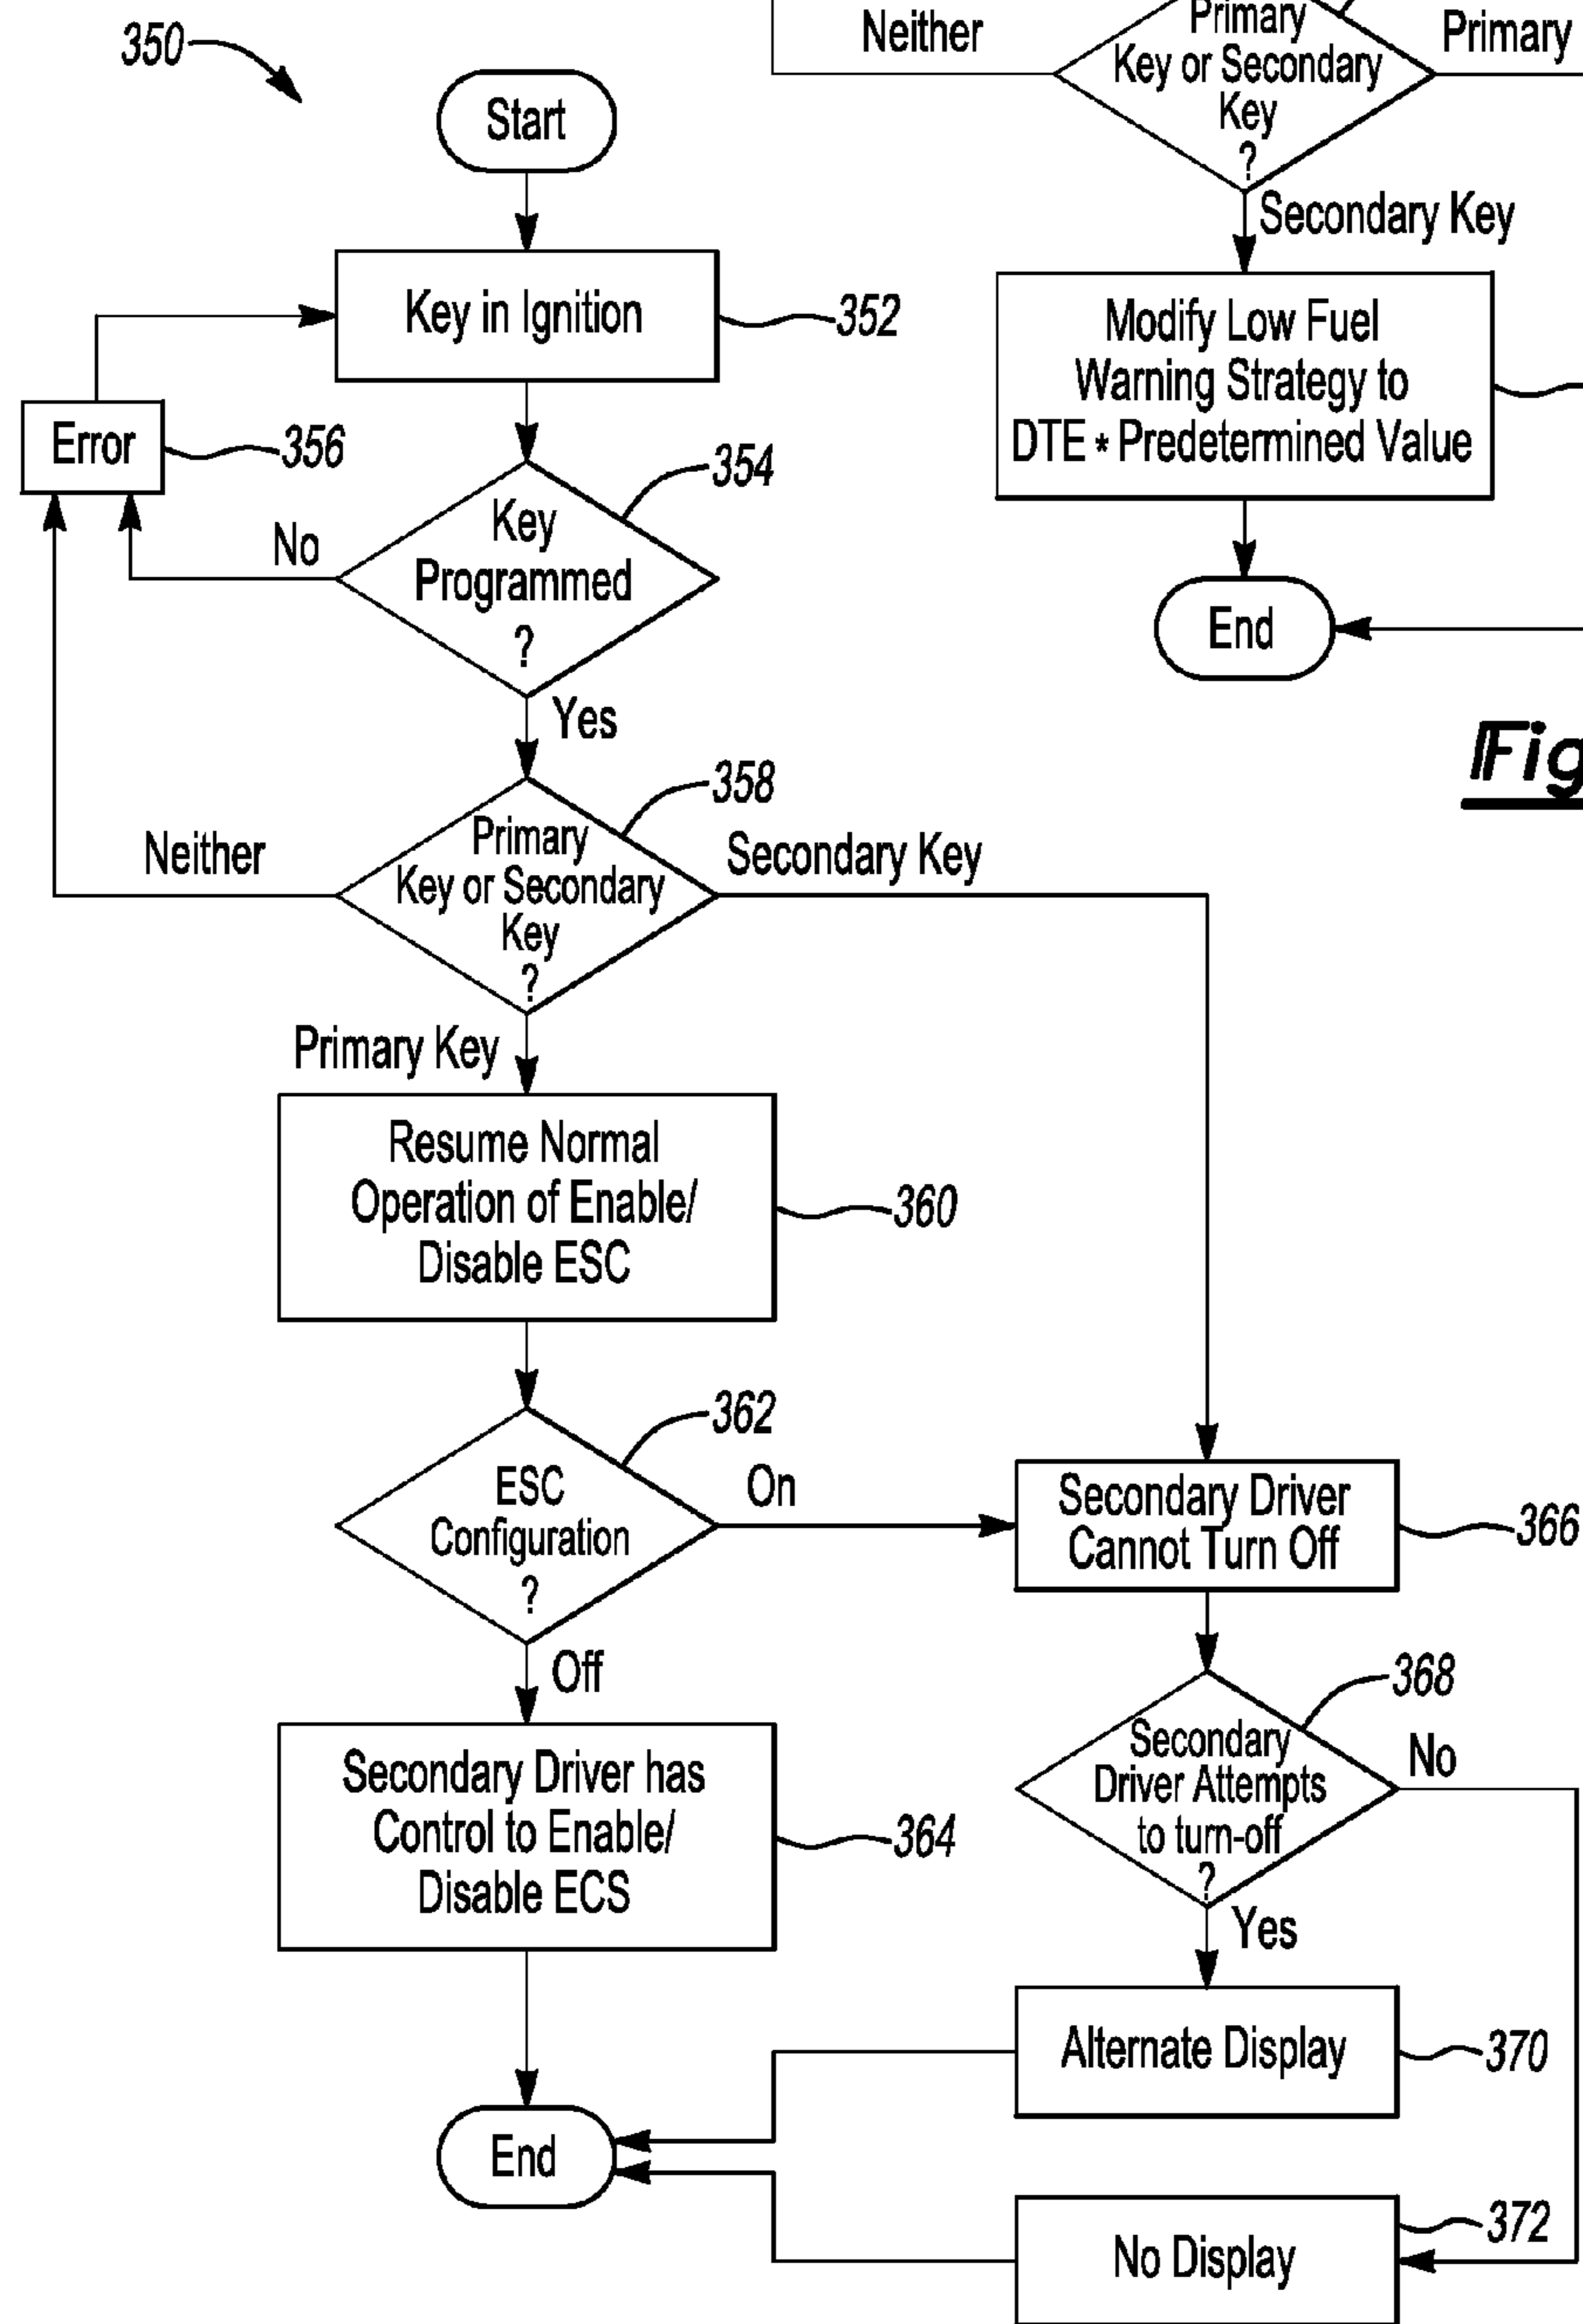 350
Start
Key in Ignition
352
Error
356
354
Key
Programmed
?
No
Yes
358
Primary
Key or Secondary
Key
?
Neither
Secondary Key
Primary Key
Resume Normal
Operation of Enable/
Disable ESC
360
362
ESC
Configuration
?
On
Off
Secondary Driver has
Control to Enable/
Disable ECS
364
Secondary Driver
Cannot Turn Off
366
368
Secondary
Driver Attempts
to turn-off
?
No
Yes
Alternate Display
370
No Display
372
End
Neither
Primary
Key or Secondary
Key
?
Primary
Secondary Key
Modify Low Fuel
Warning Strategy to
DTE * Predetermined Value
End
Fig